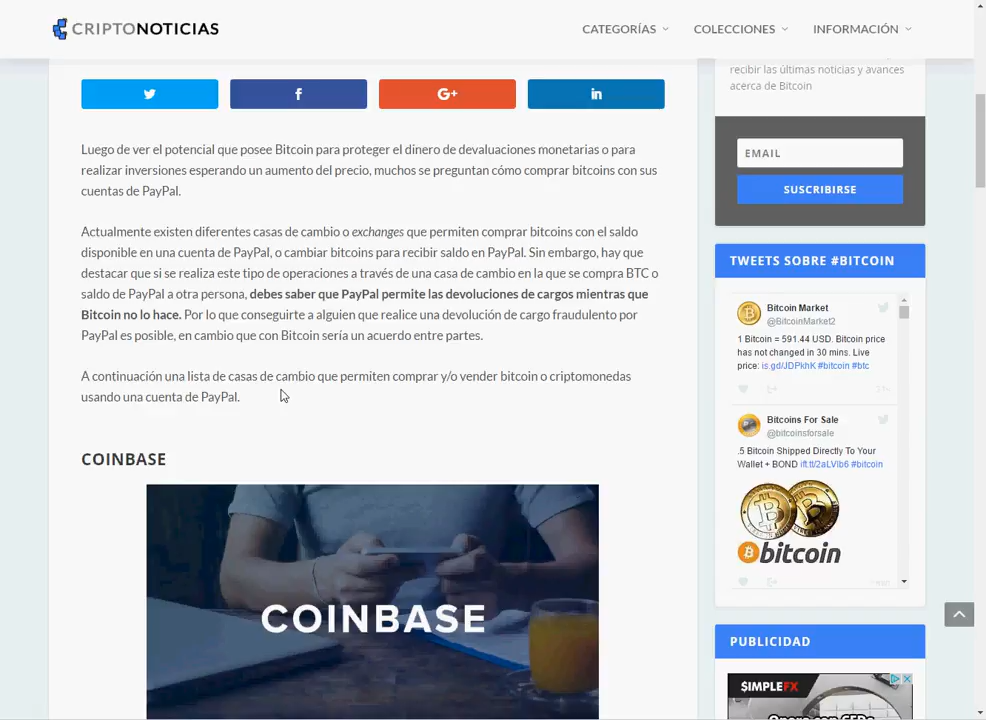 CRIPTONOTICIAS
CATEGORÍAS
COLECCIONES
INFORMACIÓN
G+
Luego de ver el potencial que posee Bitcoin para proteger el dinero de devaluaciones monetarias o para
realizar inversiones esperando un aumento del precio, muchos se preguntan cómo comprar bitcoins con sus
cuentas de PayPal.
Actualmente existen diferentes casas de cambio o exchanges que permiten comprar bitcoins con el saldo
disponible en una cuenta de PayPal, o cambiar bitcoins para recibir saldo en PayPal. Sin embargo, hay que
destacar que si se realiza este tipo de operaciones a través de una casa de cambio en la que se compra BTC o
saldo de PayPal a otra persona, debes saber que PayPal permite las devoluciones de cargos mientras que
Bitcoin no lo hace. Por lo que conseguirte a alguien que realice una devolución de cargo fraudulento por
PayPal es posible, en cambio que con Bitcoin sería un acuerdo entre partes.
A continuación una lista de casas de cambio que permiten comprar y/o vender bitcoin o criptomonedas
usando una cuenta de PayPal.
COINBASE
COINBASE
recibir las últimas noticias y avances
acerca de Bitcoin
EMAIL
SUSCRIBIRSE
TWEETS SOBRE #BITCOIN
Bitcoin Market
@BitcoinMarket2
1 Bitcoin = 591.44 USD. Bitcoin price
has not changed in 30 mins. Live
price: is.gd/JDPkhK #bitcoin #btc
Bitcoins For Sale
@bitcoinsforsale
.5 Bitcoin Shipped Directly To Your
Wallet + BOND ift.tt/2aLVlb6 #bitcoin
bitcoin
PUBLICIDAD
$IMPLEFX